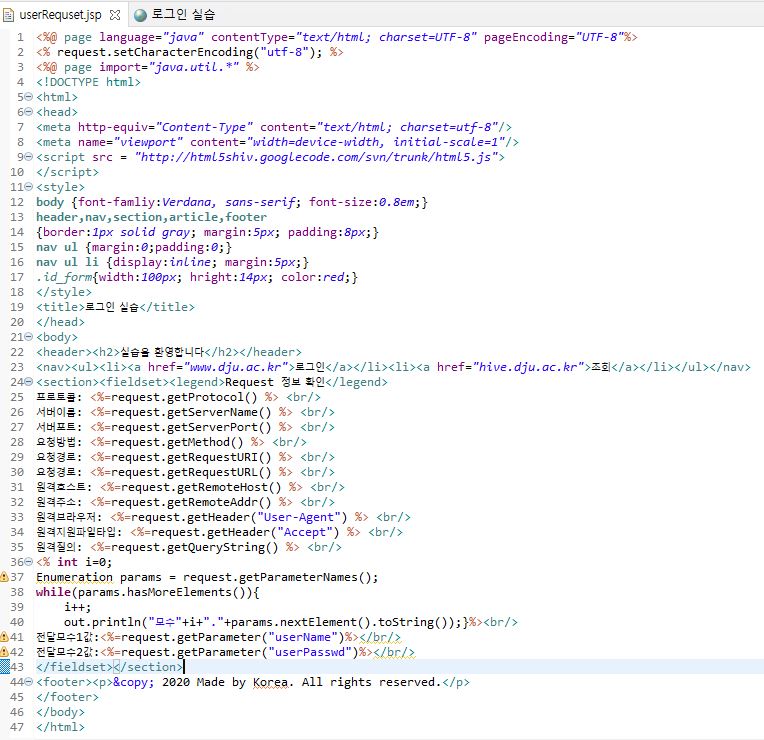 userRequset.jsp 로그인 실습
1 <%@ page language="java" contentType="text/html; charset=UTF-8" pageEncoding="UTF-8"%>
2 <% request.setCharacterEncoding("utf-8"); %>
3 <%@ page import="java.util.*" %>
4 <!DOCTYPE html>
5 <html>
6 <head>
7 <meta http-equiv="Content-Type" content="text/html; charset=utf-8"/>
8 <meta name="viewport" content="width=device-width, initial-scale=1"/>
9 <script src = "http://html5shiv.googlecode.com/svn/trunk/html5.js">
10 </script>
11 <style>
12 body {font-famliy:Verdana, sans-serif; font-size:0.8em;}
13 header,nav,section,article,footer
14 {border:1px solid gray; margin:5px; padding:8px;}
15 nav ul {margin:0;padding:0;}
16 nav ul li {display:inline; margin:5px;}
17 .id_form{width:100px; hright:14px; color:red;}
18 </style>
19 <title>로그인 실습</title>
20 </head>
21 <body>
22 <header><h2>실습을 환영합니다</h2></header>
23 <nav><ul><li><a href="www.dju.ac.kr">로그인</a></li><li><a href="hive.dju.ac.kr">조회</a></li></ul></nav>
24 <section><fieldset><legend>Request 정보 확인</legend>
25 프로토콜: <%=request.getProtocol() %> <br/>
26 서버이름: <%=request.getServerName() %> <br/>
27 서버포트: <%=request.getServerPort() %> <br/>
28 요청방법: <%=request.getMethod() %> <br/>
29 요청경로: <%=request.getRequestURI() %> <br/>
30 요청경로: <%=request.getRequestURL() %> <br/>
31 원격호스트: <%=request.getRemoteHost() %> <br/>
32 원격주소: <%=request.getRemoteAddr() %> <br/>
33 원격브라우저: <%=request.getHeader("User-Agent") %> <br/>
34 원격지원파일타입: <%=request.getHeader("Accept") %> <br/>
35 원격질의: <%=request.getQueryString() %> <br/>
36 <% int i=0;
37 Enumeration params = request.getParameterNames();
38 while(params.hasMoreElements()){
39 i++;
40 out.println("모수"+i+"."+params.nextElement().toString());}%><br/>
41 전달모수1값:<%=request.getParameter("userName")%></br/>
42 전달모수2값:<%=request.getParameter("userPasswd")%></br/>
43 </fieldset></section>
44 <footer><p>&copy; 2020 Made by Korea. All rights reserved.</p>
45 </footer>
46 </body>
47 </html>